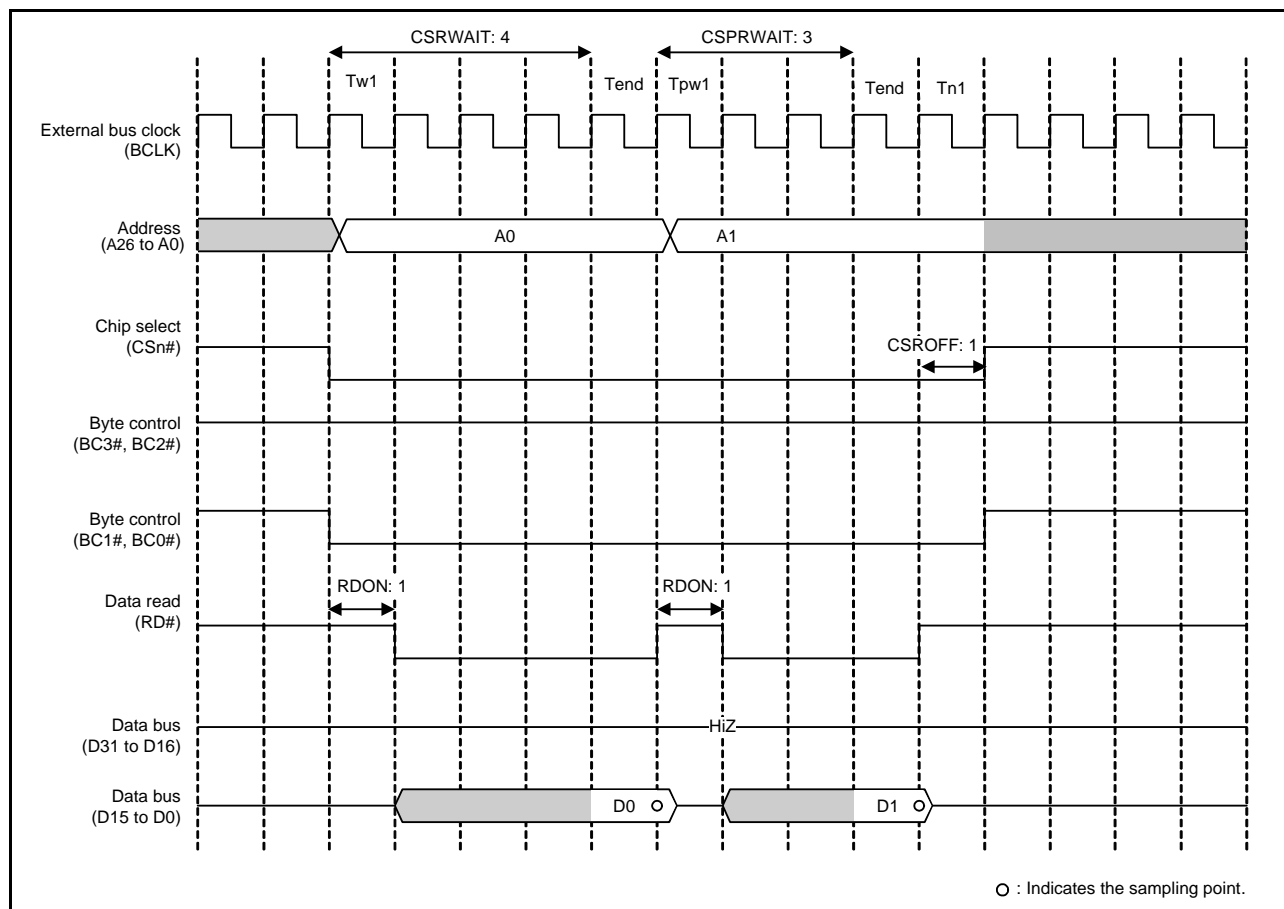 CSRWAIT: 4
CSPRWAIT: 3
Tw1
Tend
Tpw1
Tend
Tn1
External bus clock
(BCLK)
Address
(A26 to A0)
A0
A1
Chip select
(CSn#)
CSROFF: 1
Byte control
(BC3#, BC2#)
Byte control
(BC1#, BC0#)
RDON: 1
RDON: 1
Data read
(RD#)
Data bus
(D31 to D16)
HiZ
Data bus
(D15 to D0)
D0
D1
: Indicates the sampling point.